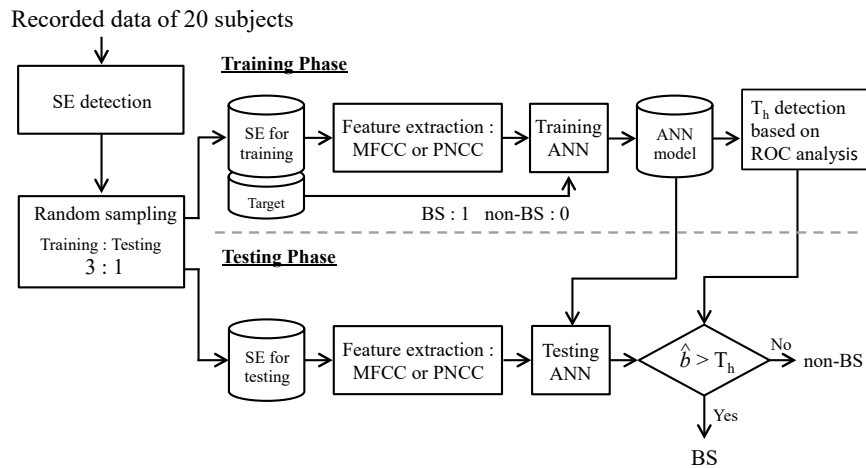 Recorded data of 20 subjects
SE detection
Random sampling
Training : Testing
3 : 1
Training Phase
SE for
training
Target
Feature extraction :
MFCC or PNCC
Training
ANN
ANN
model
Th detection
based on
ROC analysis
BS : 1 non-BS : 0
Testing Phase
SE for
testing
Feature extraction :
MFCC or PNCC
Testing
ANN
b̂ > Th
No
non-BS
Yes
BS